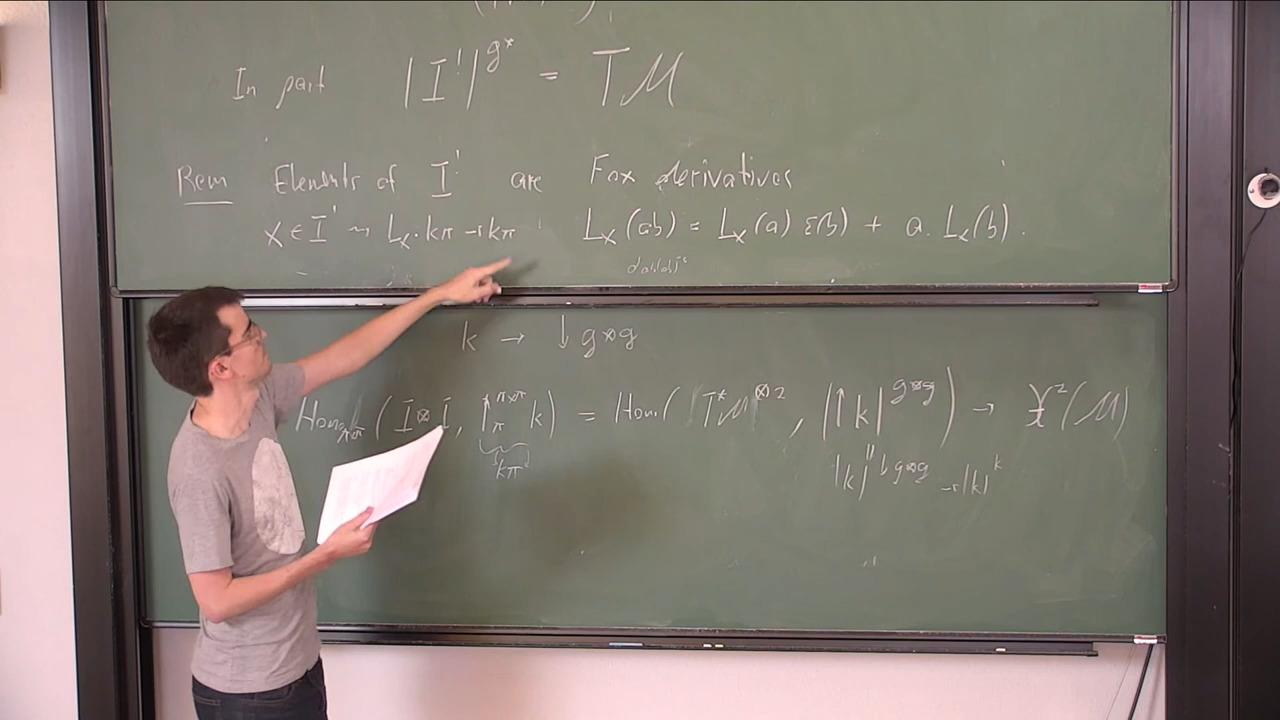 In part |I!|^{g*} = TM
Rem Elements of I! are Fox derivatives
x ∈ I! ⇝ L_x : kπ → kπ : L_x(ab) = L_x(a) ε(b) + a. L_x(b).
k → ↓ g⊗g
Hom_{π×π}(I⊗I, ↑_π^{π×π} k) = Hom(T*M^{⊗2}, |↑k|^{g⊗g}) → 𝔛²(M)
kπ |k|^{↓g⊗g} → |k|^k